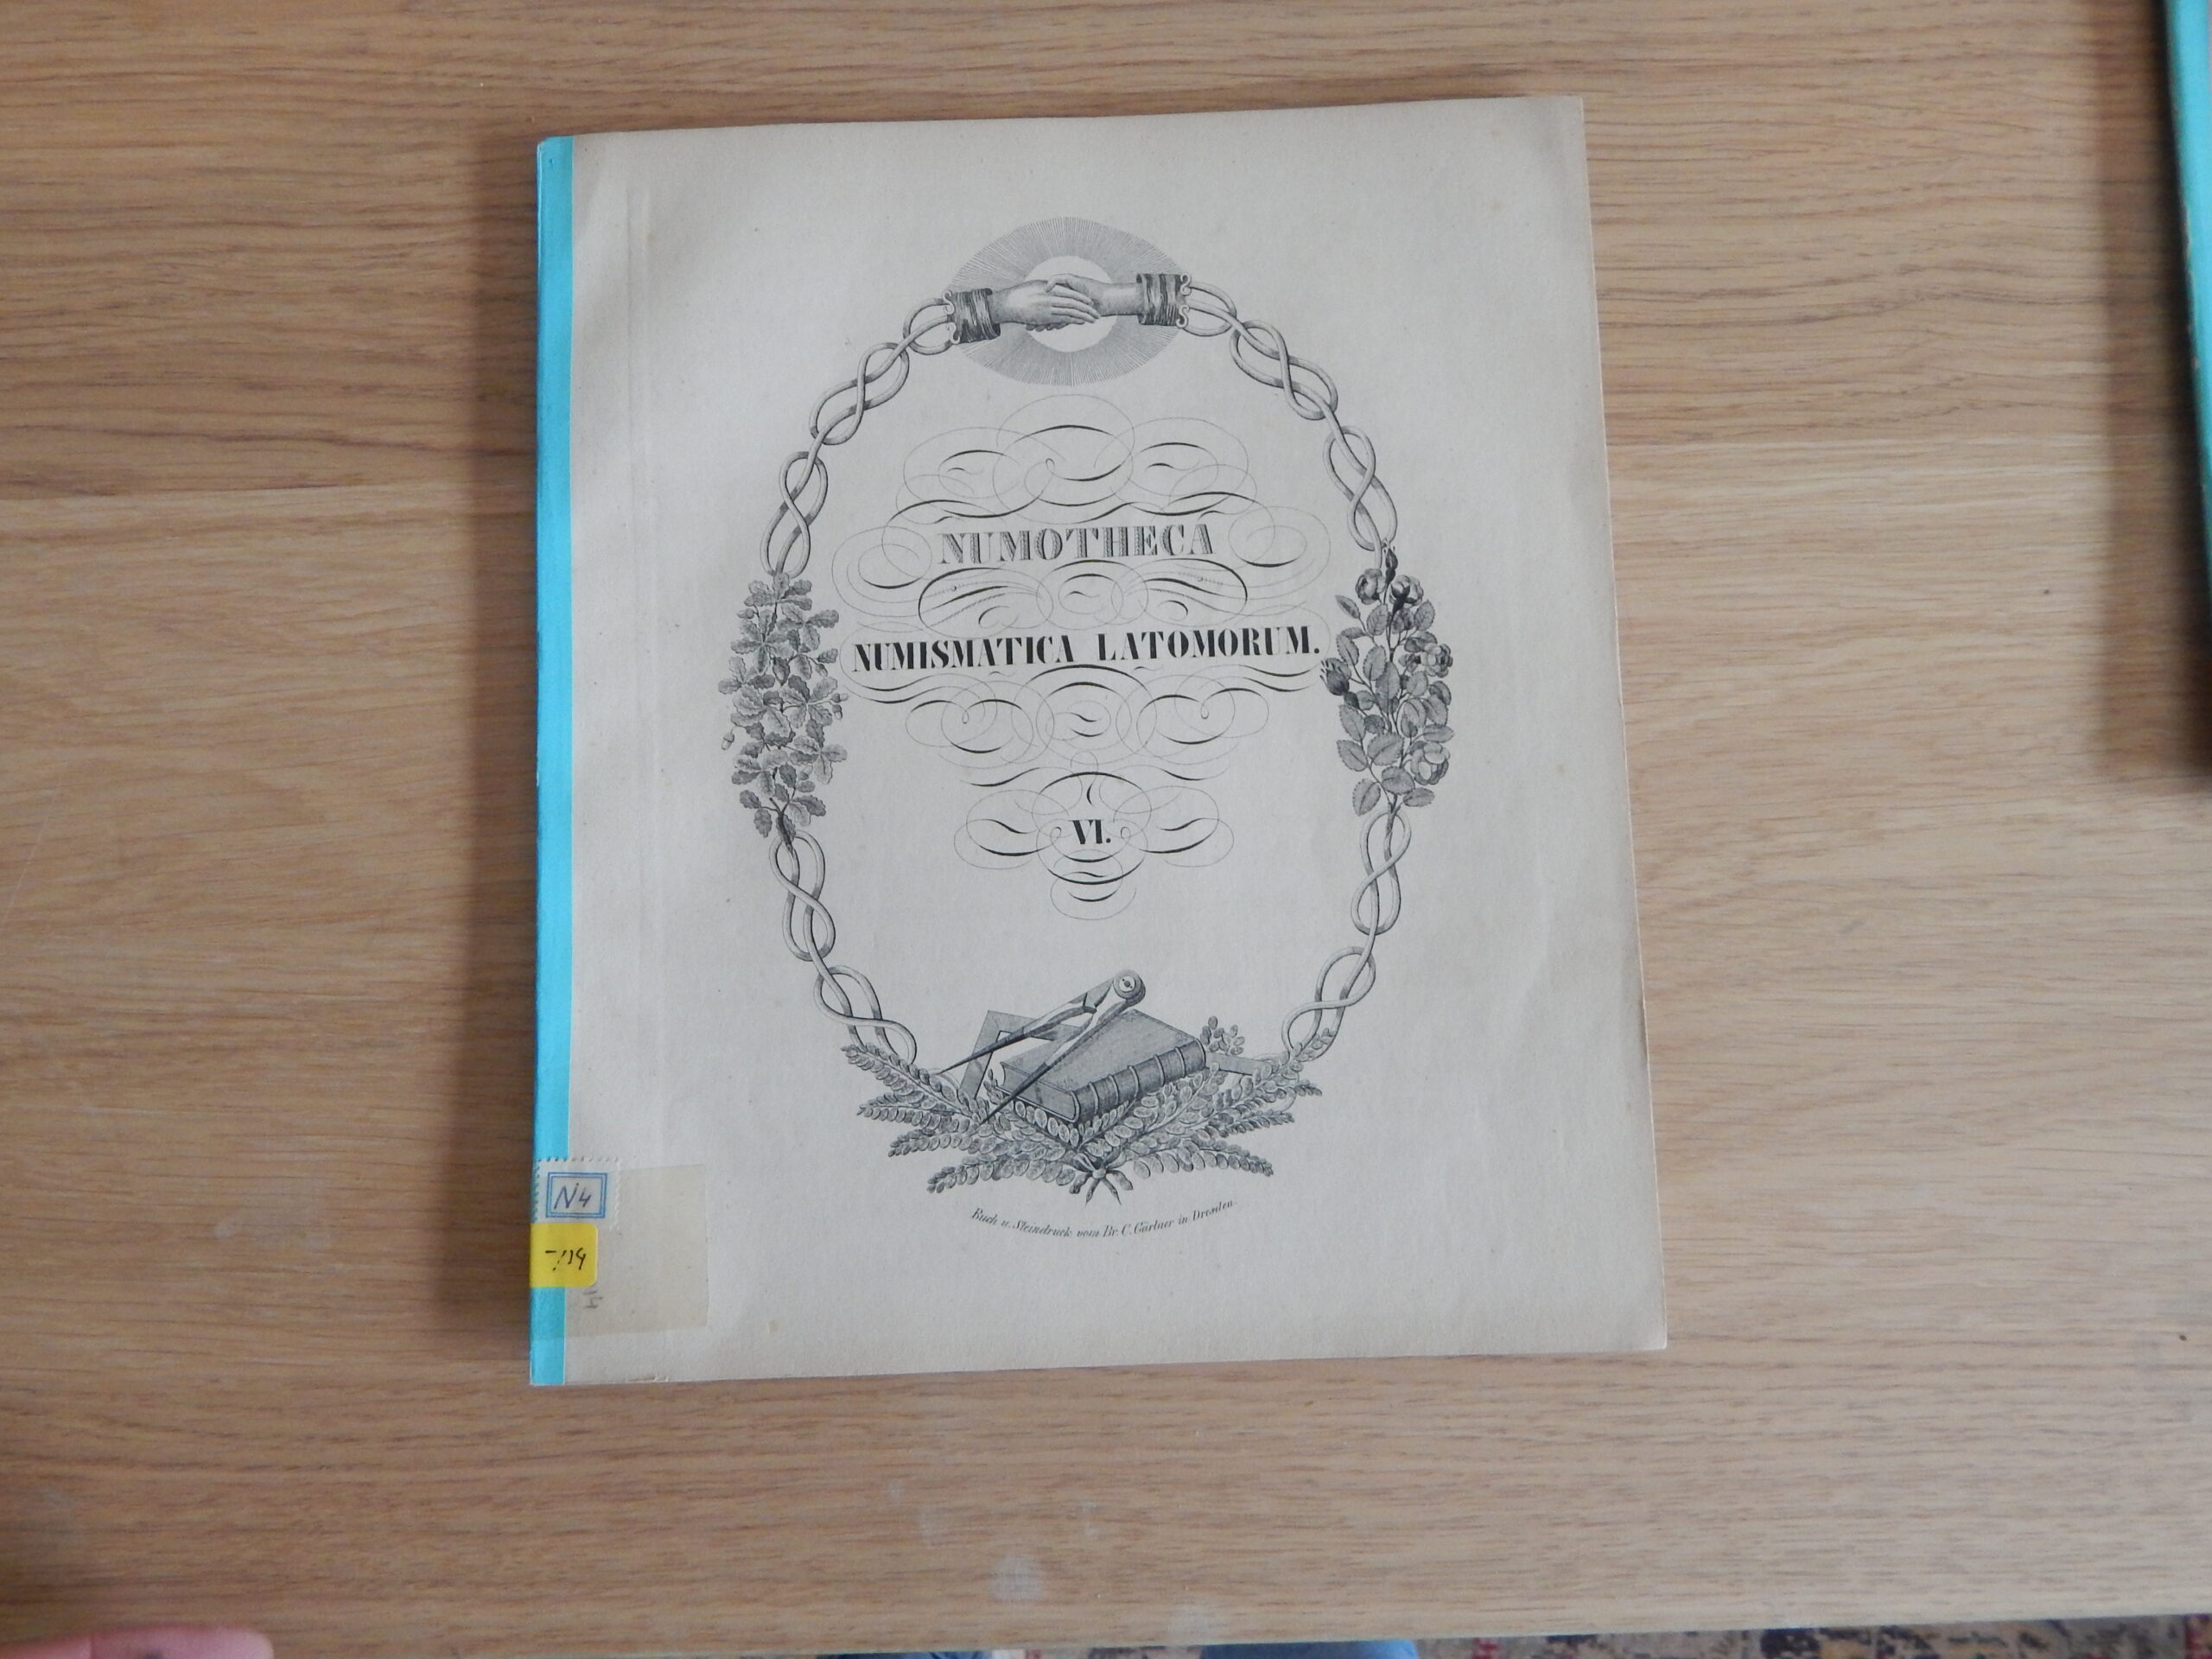 NUMOTHECA
NUMISMATICA LATOMORUM.
VI.
Buch u. Steindruck vom Br. C. Gärtner in Dresden.
N4